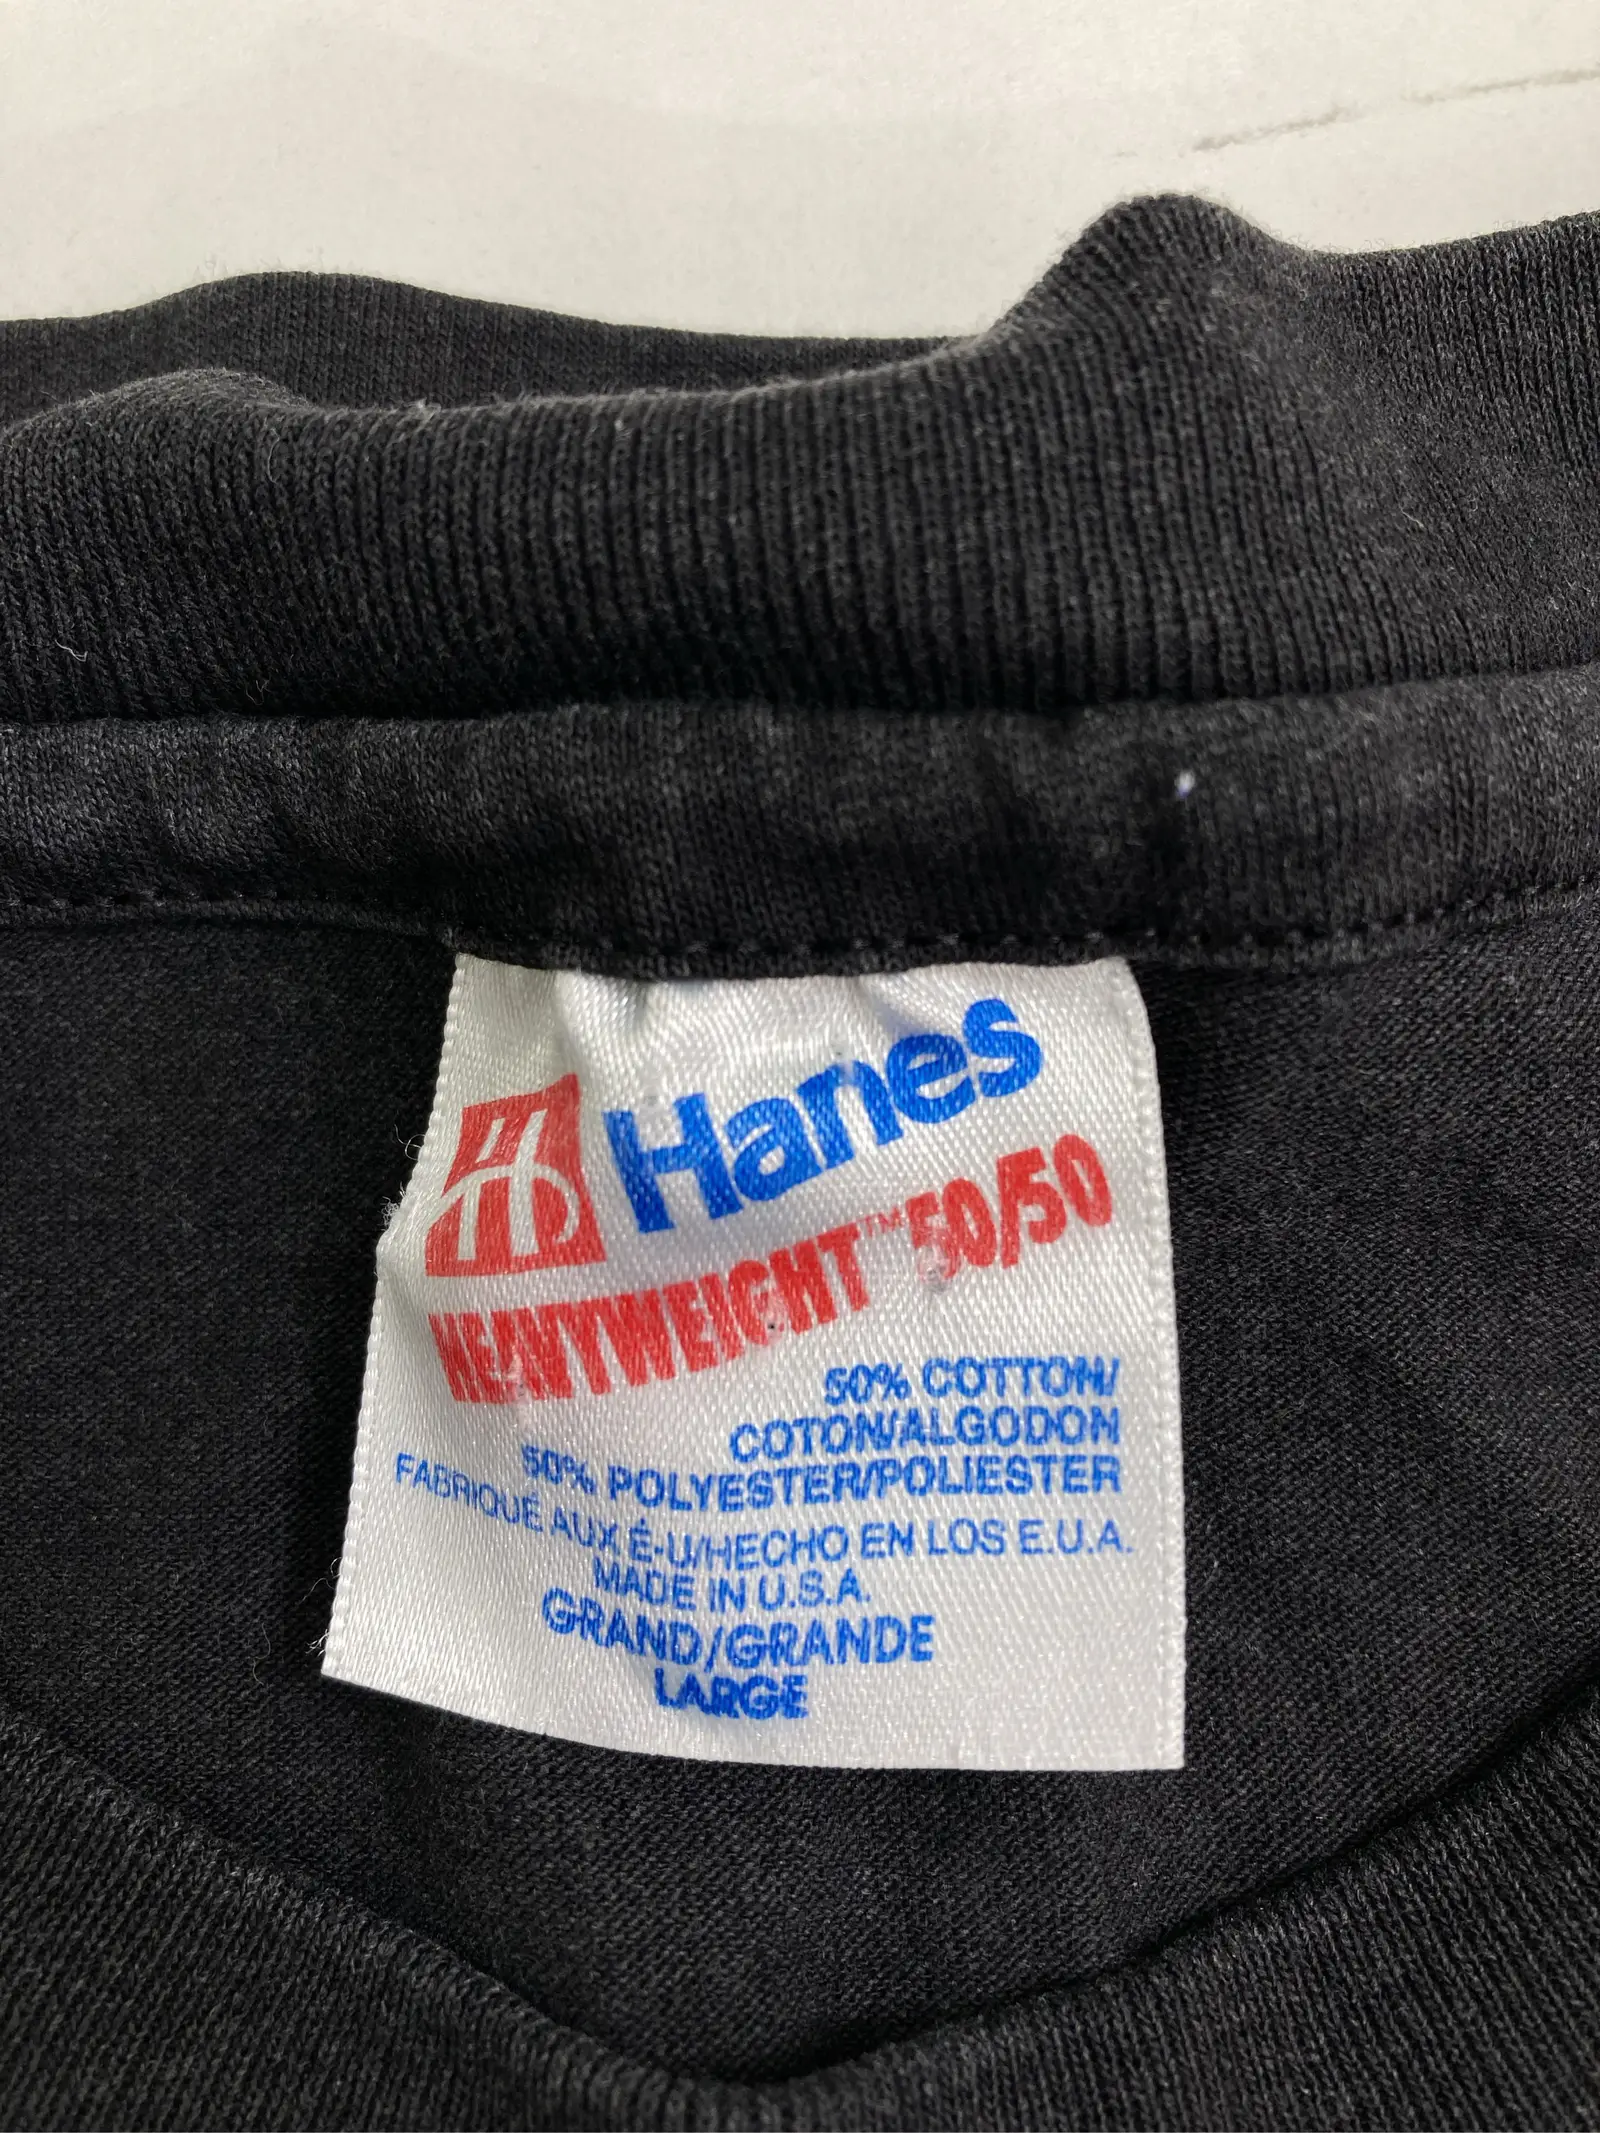 H Hanes
HEAVYWEIGHT™ 50/50
50% COTTON/
COTON/ALGODON
50% POLYESTER/POLIESTER
FABRIQUÉ AUX É-U/HECHO EN LOS E.U.A.
MADE IN U.S.A.
GRAND/GRANDE
LARGE